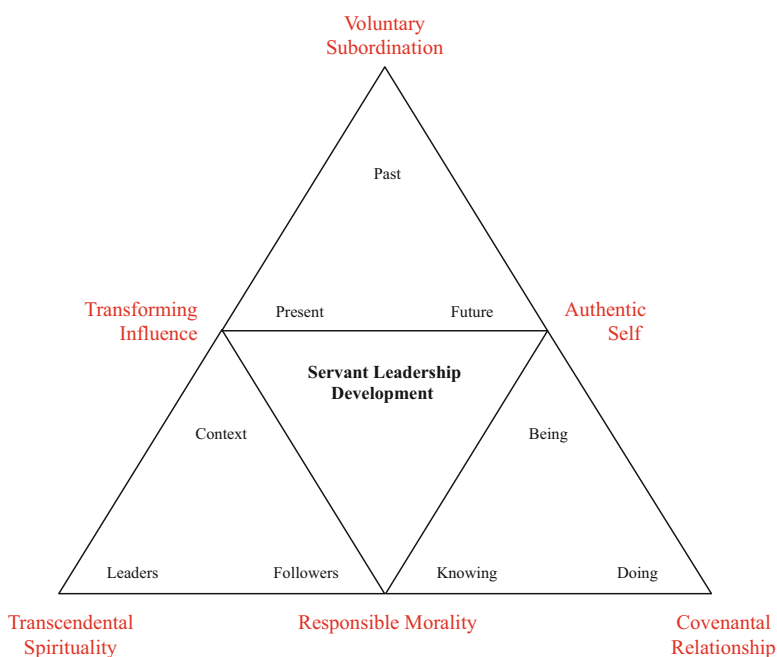 Voluntary
Subordination
Past
Transforming
Influence
Present
Future
Authentic
Self
Servant Leadership
Development
Context
Being
Leaders
Followers
Knowing
Doing
Transcendental
Spirituality
Responsible Morality
Covenantal
Relationship